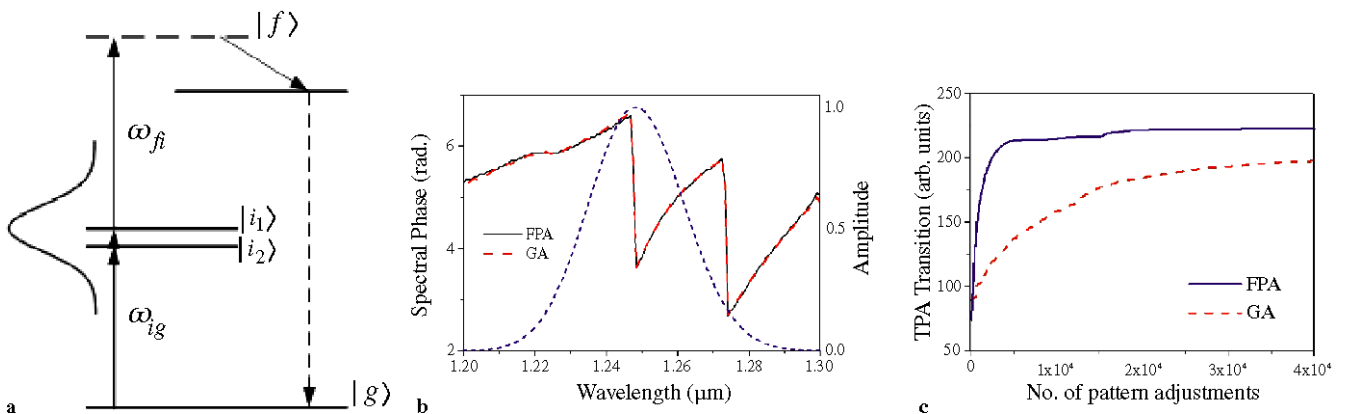 |f⟩
ω_fi
|i₁⟩
|i₂⟩
ω_ig
|g⟩
a
Spectral Phase (rad.)
6
4
2
FPA
GA
1.0
0.5
0.0
Amplitude
1.20 1.22 1.24 1.26 1.28 1.30
Wavelength (μm)
b
TPA Transition (arb. units)
250
200
150
100
50
FPA
GA
0 1x10⁴ 2x10⁴ 3x10⁴ 4x10⁴
No. of pattern adjustments
c